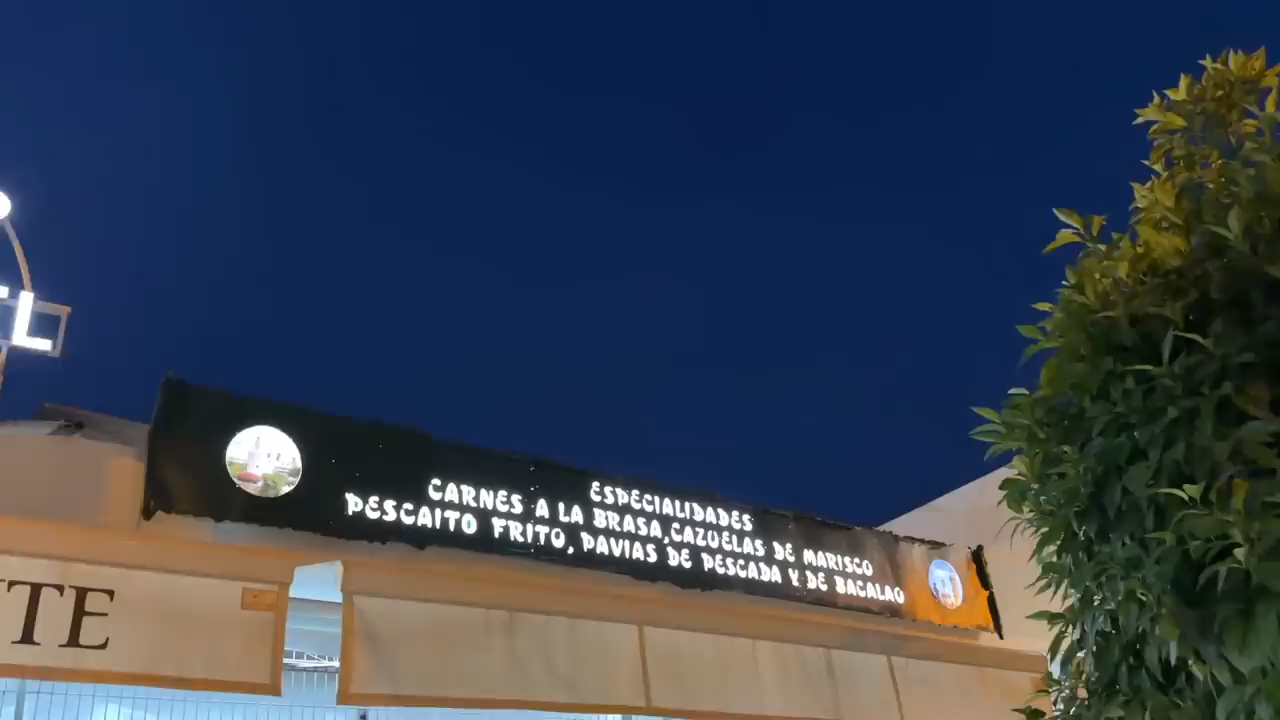 L
ESPECIALIDADES
CARNES A LA BRASA, CAZUELAS DE MARISCO
PESCAITO FRITO, PAVIAS DE PESCADA Y DE BACALAO
TE